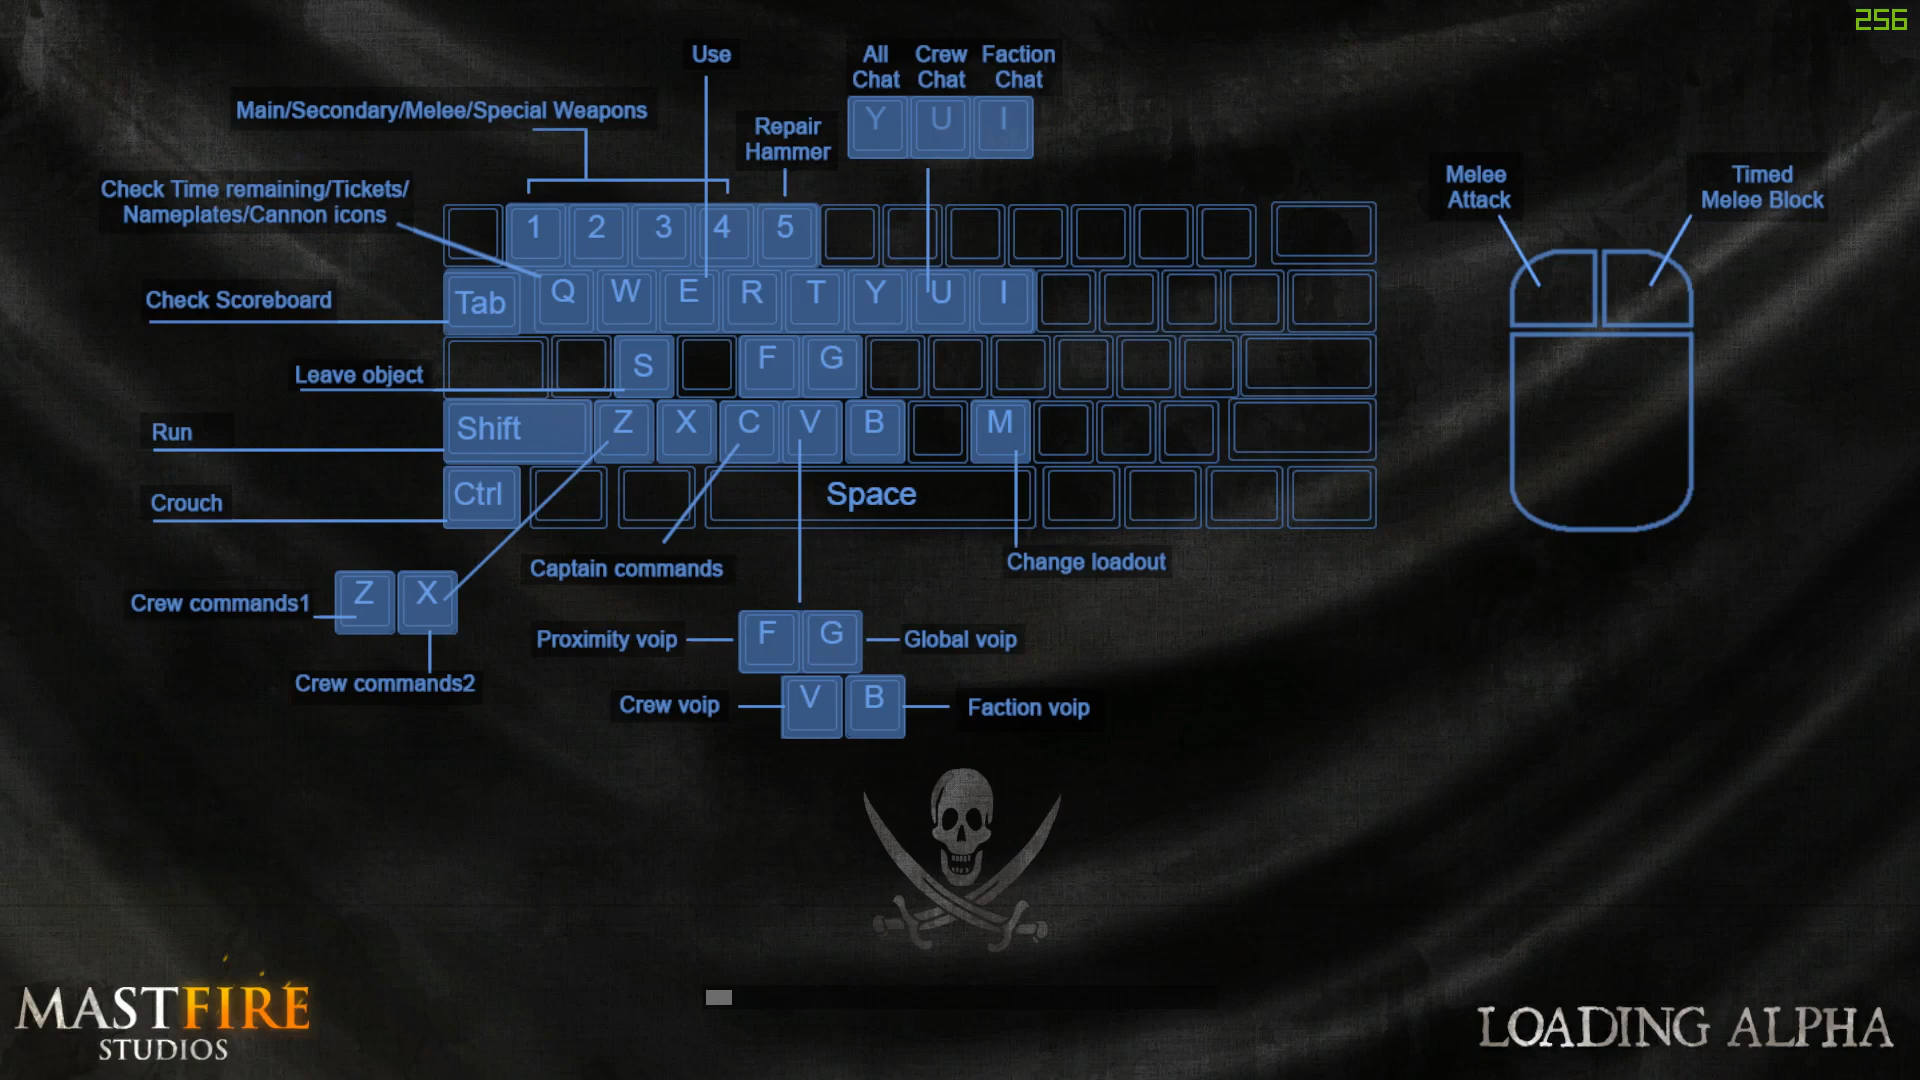 256
Use
All Crew Faction
Chat Chat Chat
Main/Secondary/Melee/Special Weapons
Y U I
Repair
Hammer
Melee
Attack
Timed
Melee Block
Check Time remaining/Tickets/
Nameplates/Cannon icons
1 2 3 4 5
Check Scoreboard
Tab Q W E R T Y U I
Leave object
S F G
Run
Shift Z X C V B M
Crouch
Ctrl Space
Captain commands
Change loadout
Crew commands1
Z X
Crew commands2
Proximity voip
F G
Global voip
Crew voip
V B
Faction voip
MASTFIRE
STUDIOS
LOADING ALPHA